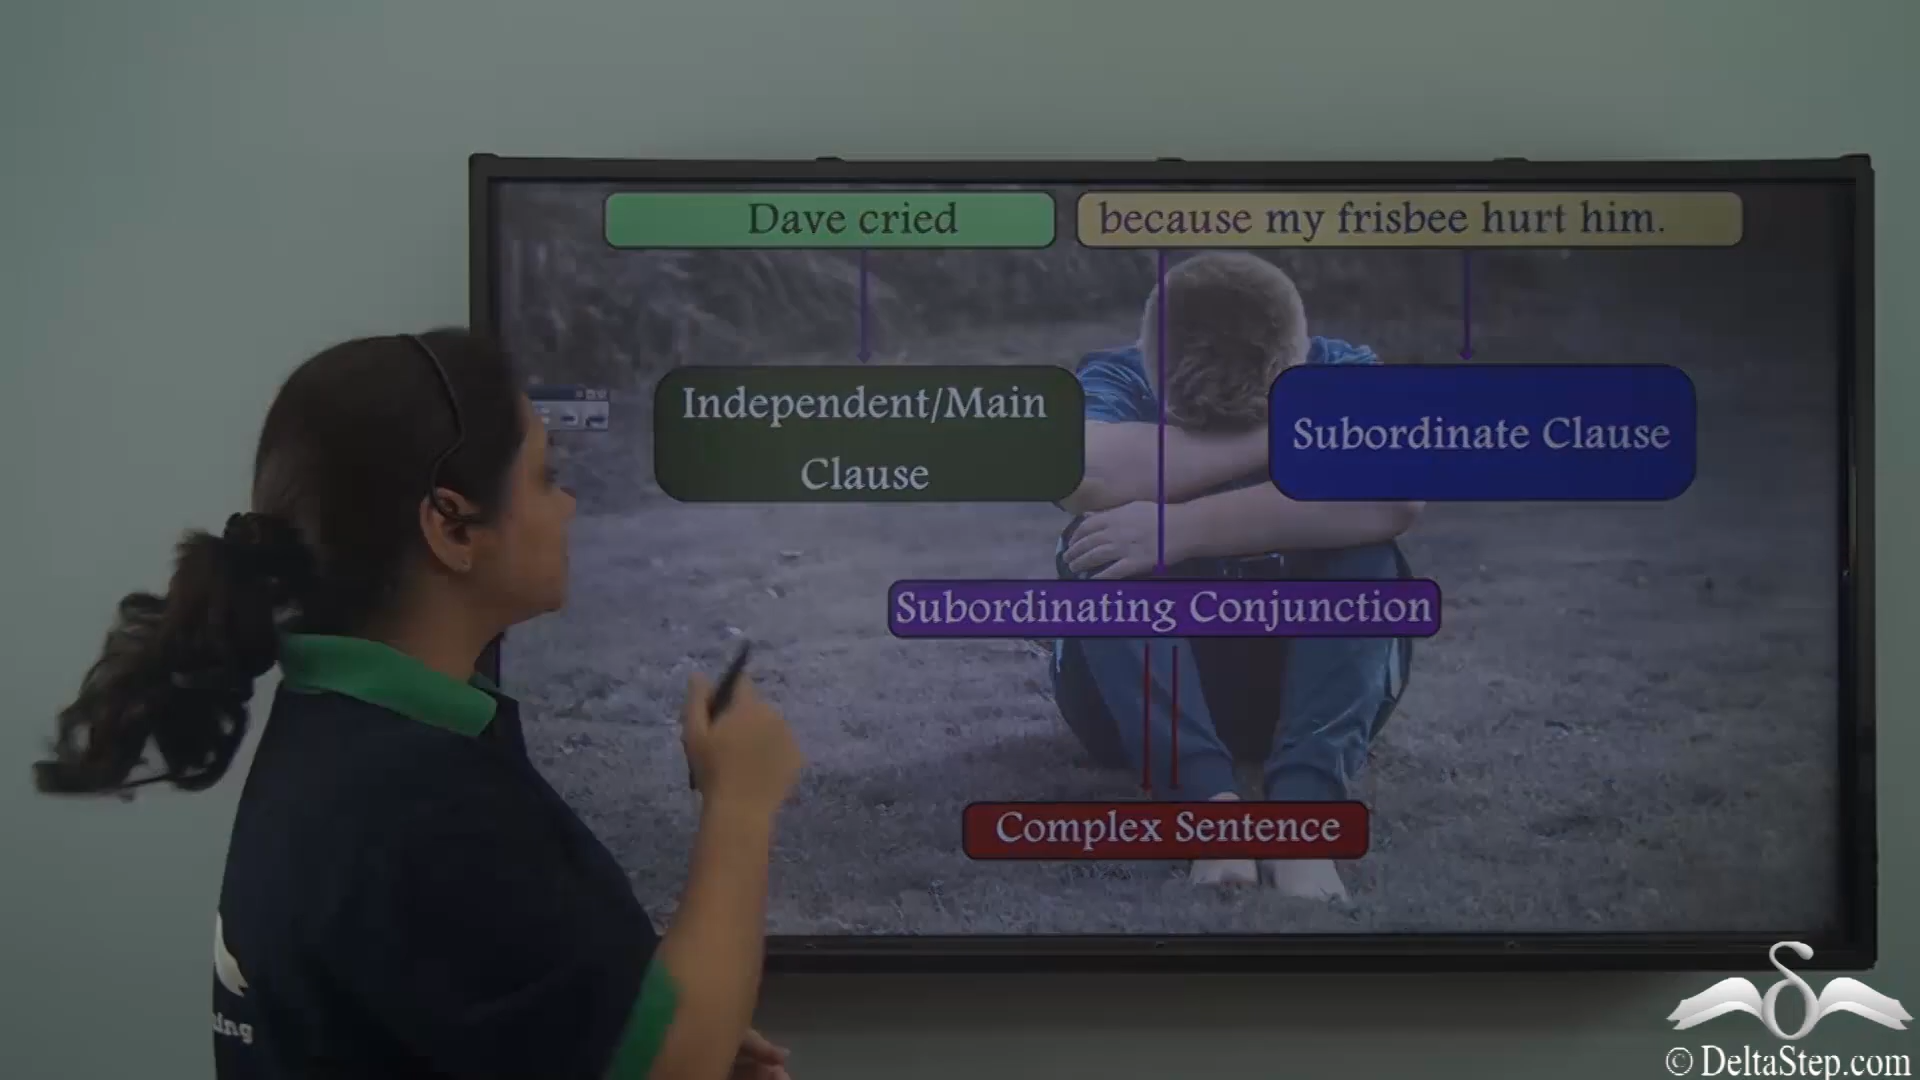 Dave cried
because my frisbee hurt him.
Independent/Main
Clause
Subordinate Clause
Subordinating Conjunction
Complex Sentence
© DeltaStep.com